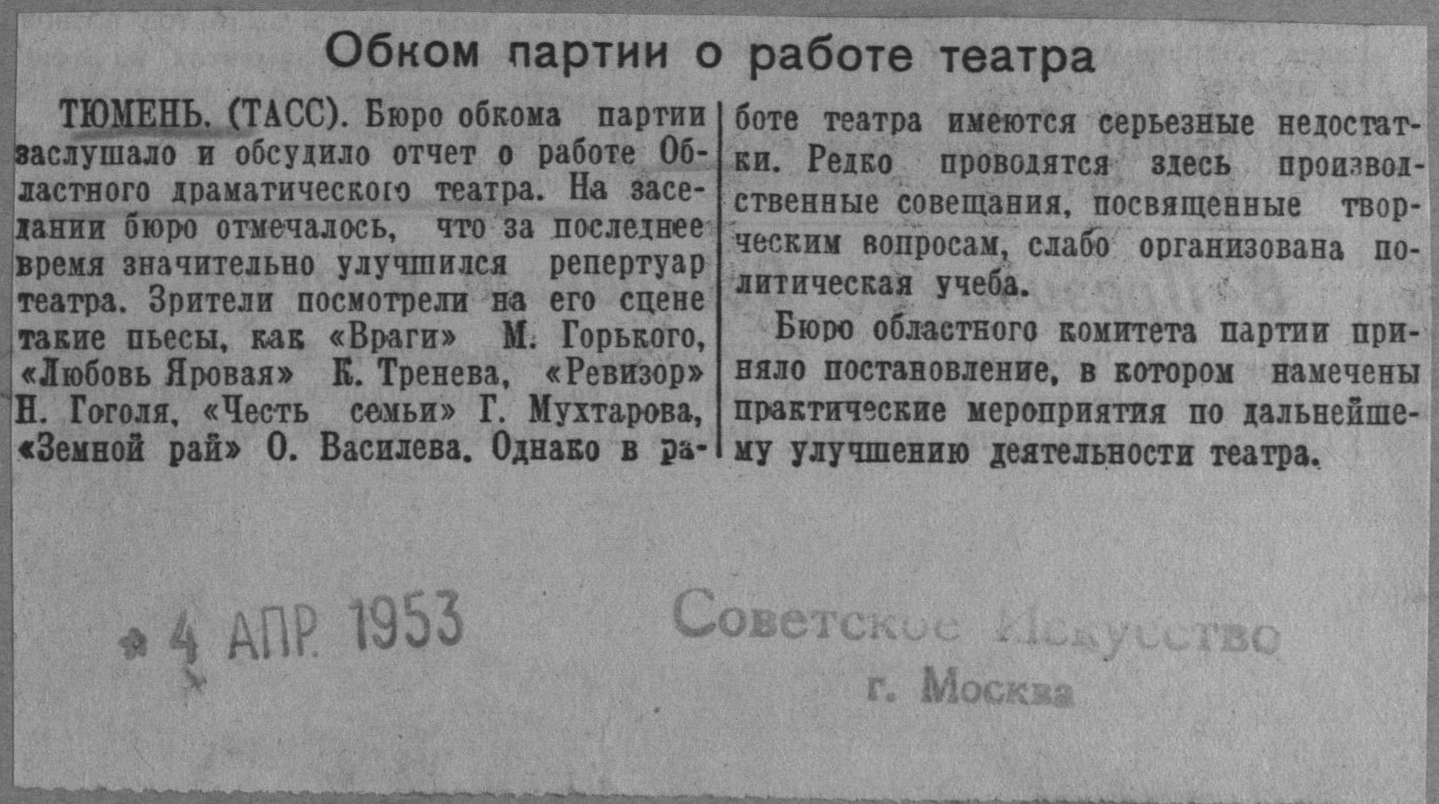 Обком партии о работе театра
ТЮМЕНЬ. (ТАСС). Бюро обкома партии
заслушало и обсудило отчет о работе Об-
ластного драматического театра. На засе-
дании бюро отмечалось, что за последнее
время значительно улучшился репертуар
театра. Зрители посмотрели на его сцене
такие пьесы, как «Враги» М. Горького,
«Любовь Яровая» К. Тренева, «Ревизор»
Н. Гоголя, «Честь семьи» Г. Мухтарова,
«Земной рай» О. Василева. Однако в ра-
боте театра имеются серьезные недостат-
ки. Редко проводятся здесь производ-
ственные совещания, посвященные твор-
ческим вопросам, слабо организована по-
литическая учеба.
Бюро областного комитета партии при-
няло постановление, в котором намечены
практические мероприятия по дальнейше-
му улучшению деятельности театра.
4 АПР. 1953
Советское Искусство
г. Москва